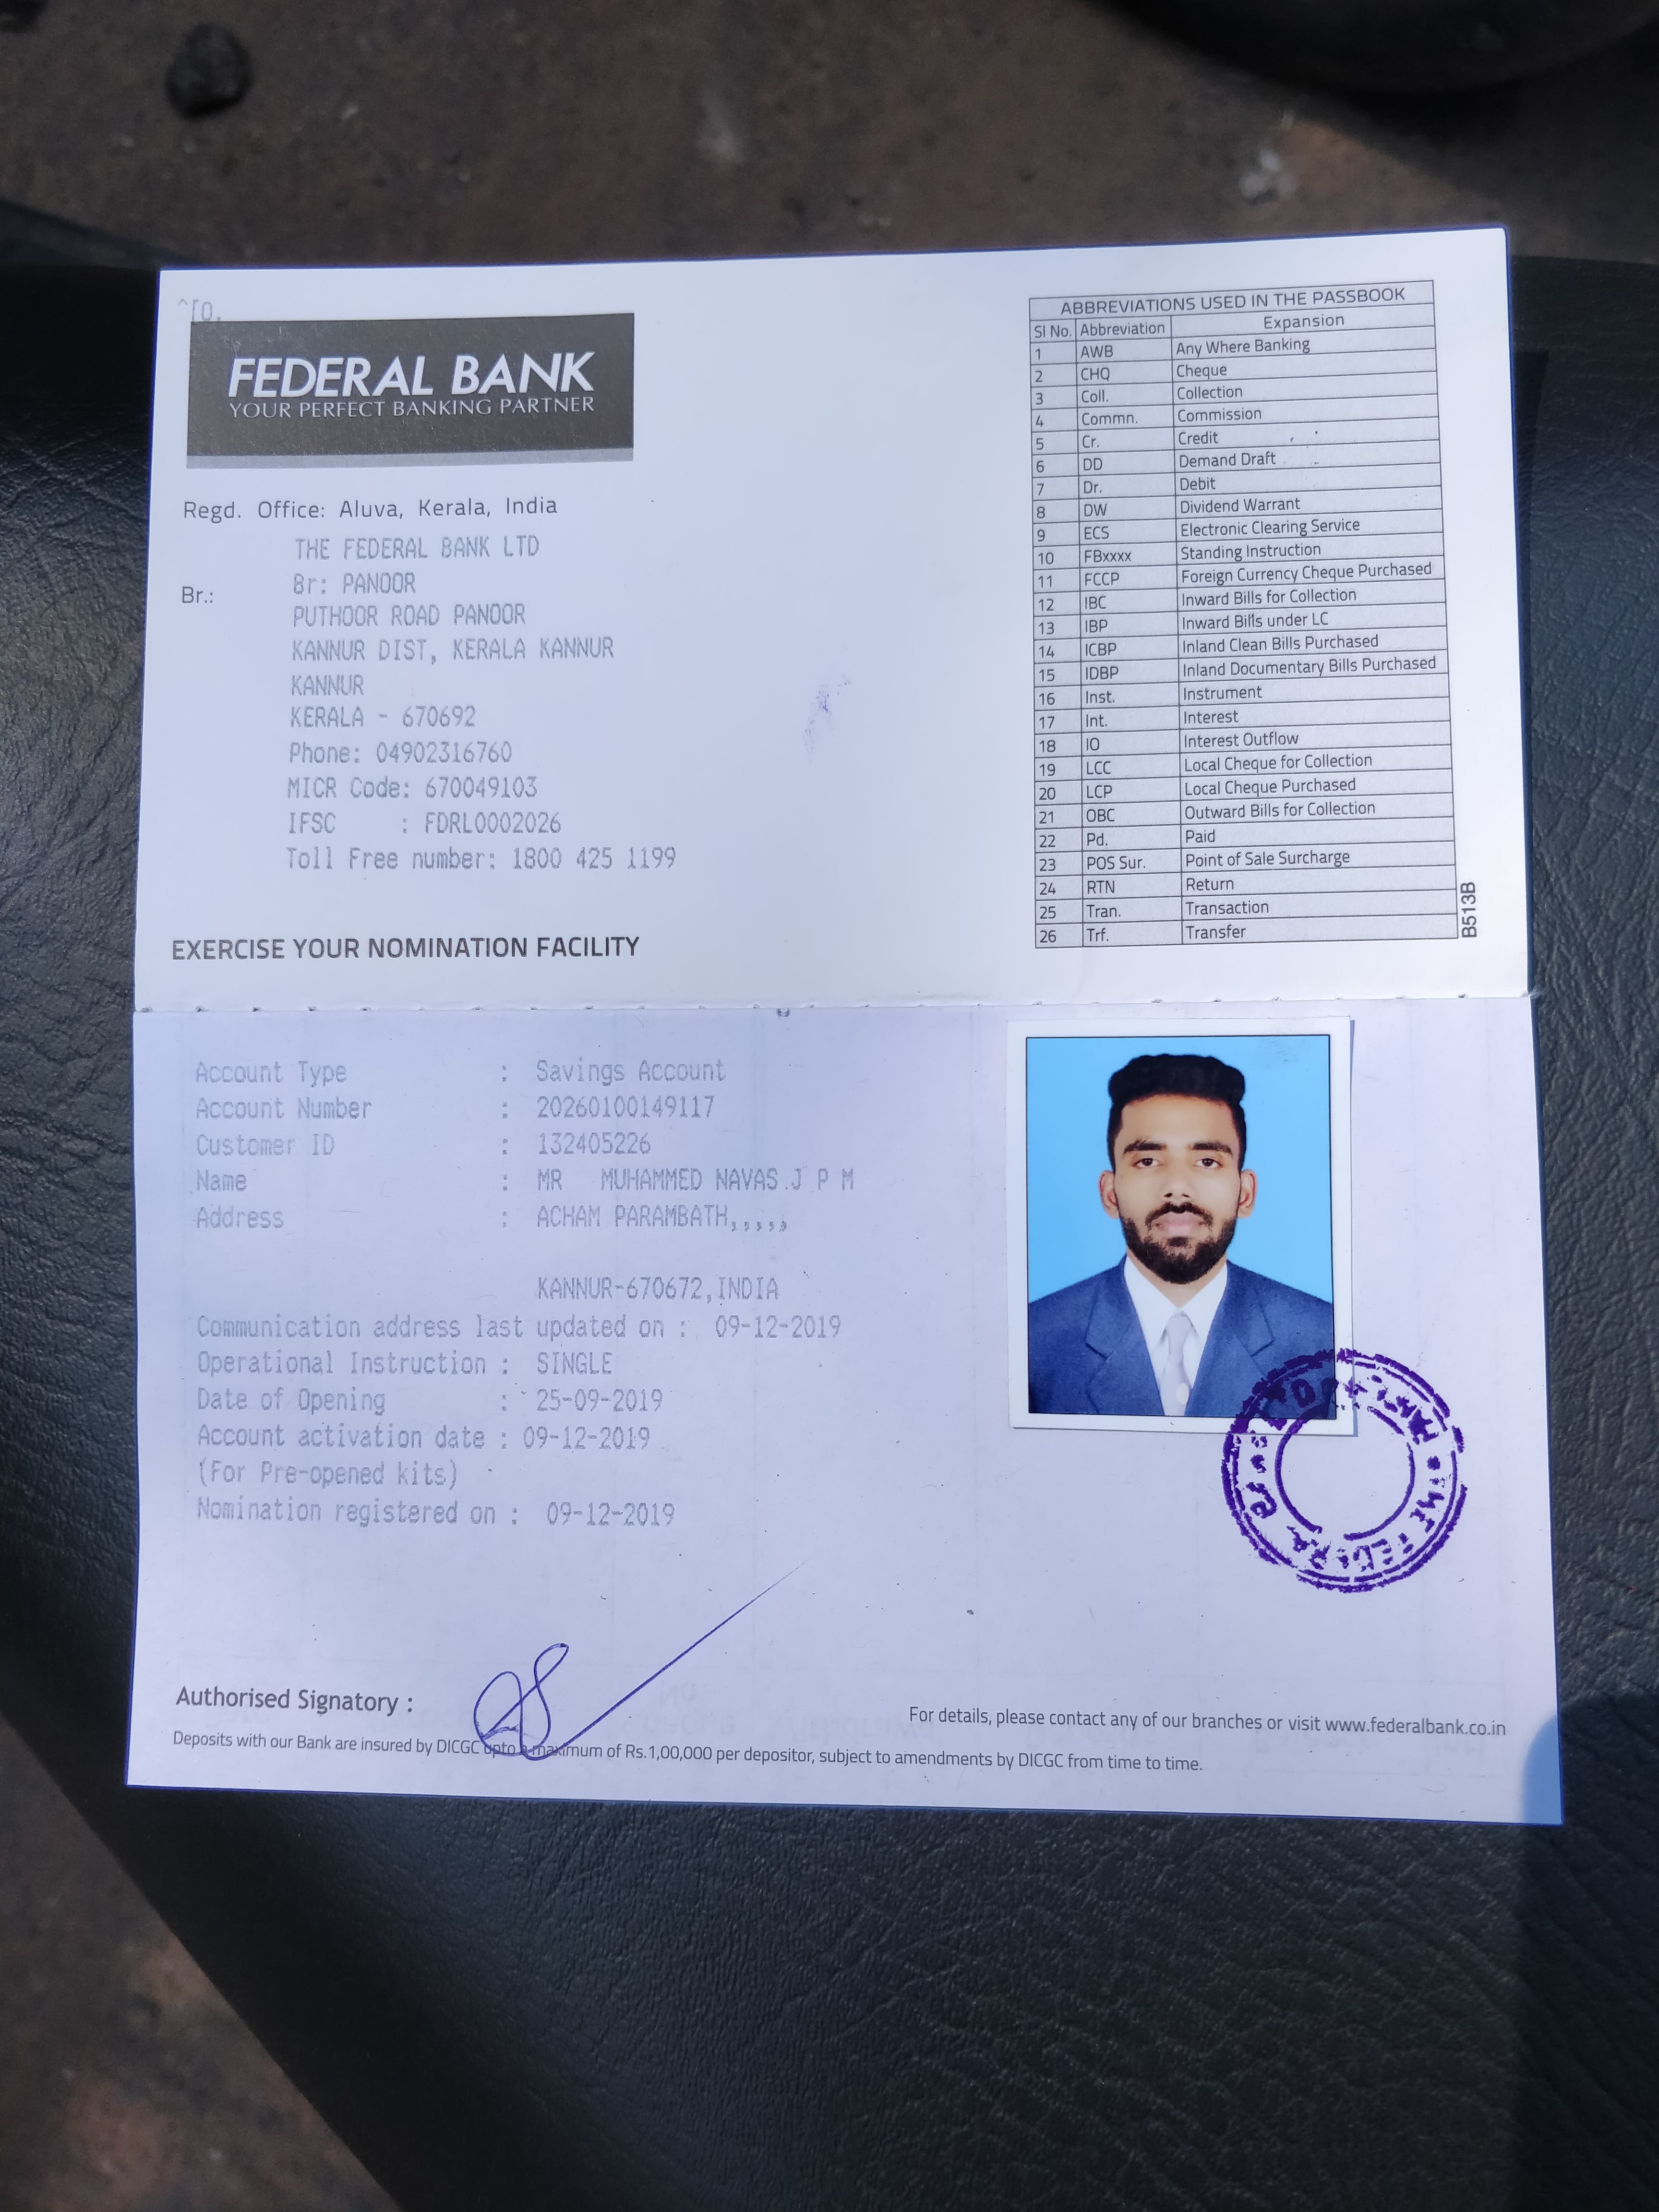 ^[0.
FEDERAL BANK
YOUR PERFECT BANKING PARTNER
Regd. Office: Aluva, Kerala, India
THE FEDERAL BANK LTD
Br.: Br: PANOOR
PUTHOOR ROAD PANOOR
KANNUR DIST, KERALA KANNUR
KANNUR
KERALA - 670692
Phone: 04902316760
MICR Code: 670049103
IFSC : FDRL0002026
Toll Free number: 1800 425 1199
EXERCISE YOUR NOMINATION FACILITY
ABBREVIATIONS USED IN THE PASSBOOK
Sl No. Abbreviation Expansion
1 AWB Any Where Banking
2 CHQ Cheque
3 Coll. Collection
4 Commn. Commission
5 Cr. Credit
6 DD Demand Draft
7 Dr. Debit
8 DW Dividend Warrant
9 ECS Electronic Clearing Service
10 FBxxxx Standing Instruction
11 FCCP Foreign Currency Cheque Purchased
12 IBC Inward Bills for Collection
13 IBP Inward Bills under LC
14 ICBP Inland Clean Bills Purchased
15 IDBP Inland Documentary Bills Purchased
16 Inst. Instrument
17 Int. Interest
18 IO Interest Outflow
19 LCC Local Cheque for Collection
20 LCP Local Cheque Purchased
21 OBC Outward Bills for Collection
22 Pd. Paid
23 POS Sur. Point of Sale Surcharge
24 RTN Return
25 Tran. Transaction
26 Trf. Transfer
B513B
Account Type : Savings Account
Account Number : 20260100149117
Customer ID : 132405226
Name : MR MUHAMMED NAVAS J P M
Address : ACHAM PARAMBATH,,,,,
KANNUR-670672,INDIA
Communication address last updated on : 09-12-2019
Operational Instruction : SINGLE
Date of Opening : 25-09-2019
Account activation date : 09-12-2019
(For Pre-opened kits)
Nomination registered on : 09-12-2019
Authorised Signatory :
For details, please contact any of our branches or visit www.federalbank.co.in
Deposits with our Bank are insured by DICGC upto a maximum of Rs.1,00,000 per depositor, subject to amendments by DICGC from time to time.